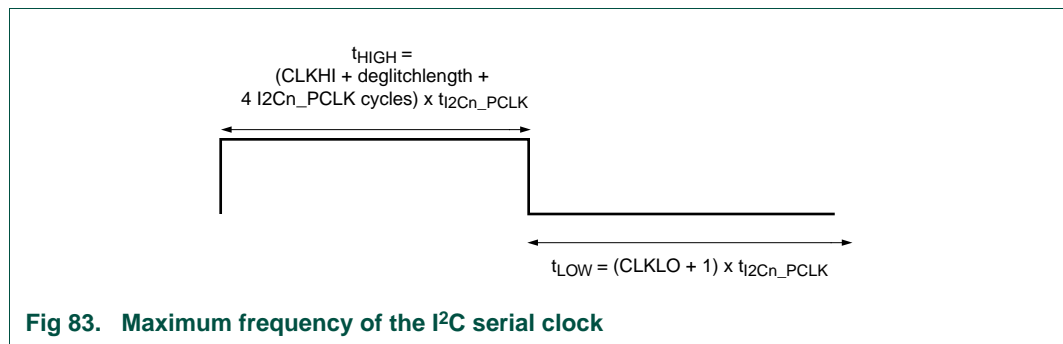 tHIGH =
(CLKHI + deglitchlength +
4 I2Cn_PCLK cycles) x tI2Cn_PCLK
tLOW = (CLKLO + 1) x tI2Cn_PCLK
Fig 83. Maximum frequency of the I²C serial clock